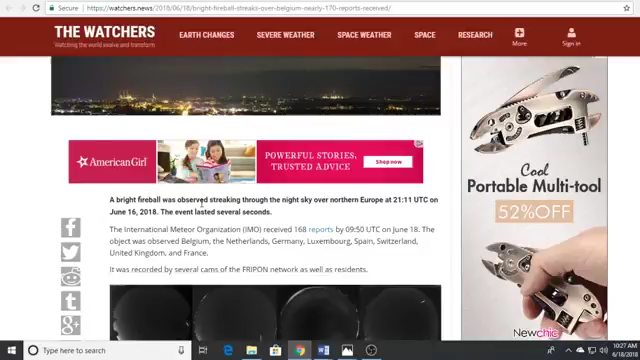 Secure
https://watchers.news/2018/06/18/bright-fireball-streaks-over-belgium-nearly-170-reports-received/
THE WATCHERS
Watching the world evolve and transform
EARTH CHANGES
SEVERE WEATHER
SPACE WEATHER
SPACE
RESEARCH
More
Sign in
American Girl
POWERFUL STORIES,
TRUSTED ADVICE
Shop now
A bright fireball was observed streaking through the night sky over northern Europe at 21:11 UTC on
June 16, 2018. The event lasted several seconds.
The International Meteor Organization (IMO) received 168 reports by 09:50 UTC on June 18. The
object was observed Belgium, the Netherlands, Germany, Luxembourg, Spain, Switzerland,
United Kingdom, and France.
It was recorded by several cams of the FRIPON network as well as residents.
Cool
Portable Multi-tool
52%OFF
Newchic
Type here to search
10:27 AM
6/18/2018